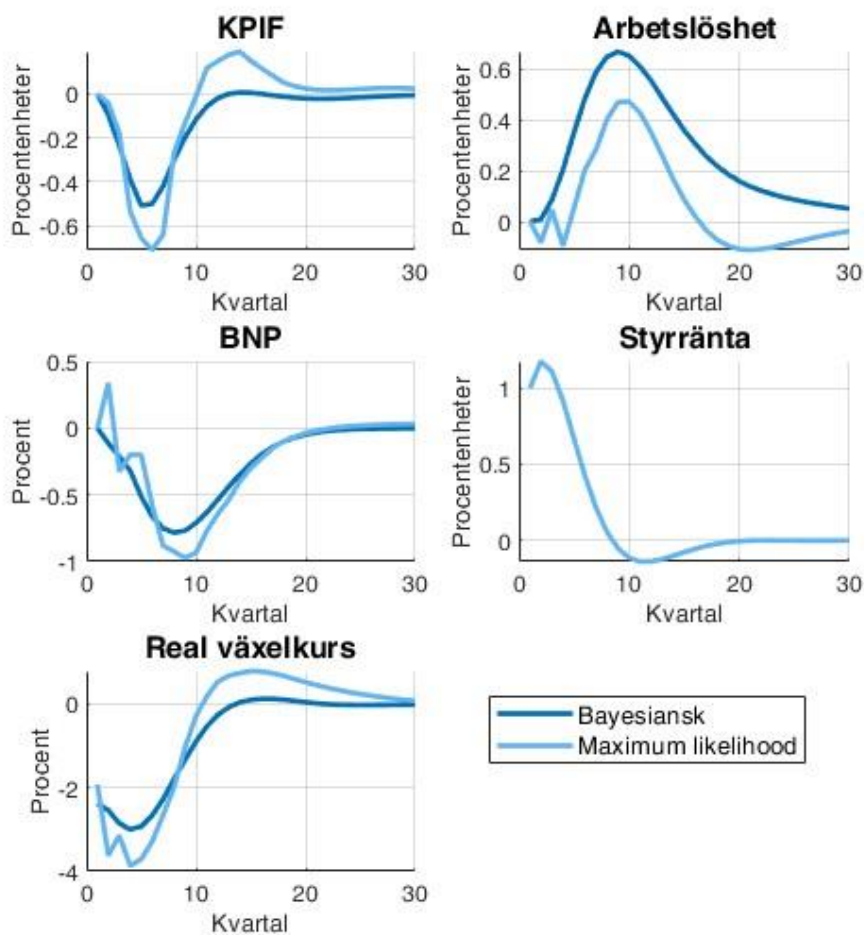 KPIF
Procentenheter
0
-0.2
-0.4
-0.6
0 10 20 30
Kvartal
Arbetslöshet
Procentenheter
0.6
0.4
0.2
0
0 10 20 30
Kvartal
BNP
Procent
0.5
0
-0.5
-1
0 10 20 30
Kvartal
Styrränta
Procentenheter
1
0.5
0
0 10 20 30
Kvartal
Real växelkurs
Procent
0
-2
-4
0 10 20 30
Kvartal
Bayesiansk
Maximum likelihood